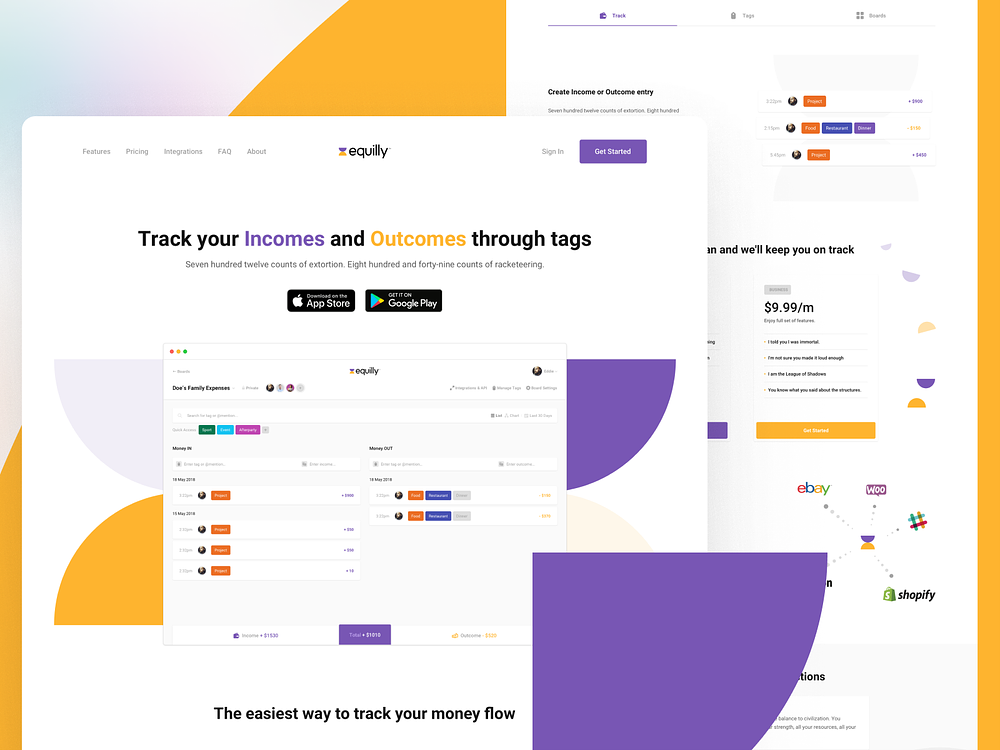 Track
Tags
Boards
Create Income or Outcome entry
Seven hundred twelve counts of extortion. Eight hundred
3:22pm Project + $900
3:15pm Food Restaurant Dinner - $160
3:45pm Project + $450
Features Pricing Integrations FAQ About
equilly
Sign In
Get Started
Track your Incomes and Outcomes through tags
Seven hundred twelve counts of extortion. Eight hundred and forty-nine counts of racketeering.
Download on the
App Store
GET IT ON
Google Play
Boards
equilly
Eddie
Doe's Family Expenses
Private
Integrations & API
Manage Tags
Board Settings
Search for tag or @mention...
List
Chart
Last 30 Days
Quick Access:
Sport
Event
Afterparty
Money IN
Enter tag or @mention...
Enter income...
18 May 2018
3:22pm Project + $900
15 May 2018
3:22pm Project
3:22pm Project
3:22pm Project
Money OUT
Enter tag or @mention...
Enter outcome...
18 May 2018
3:22pm Food Restaurant Dinner
3:22pm Food Restaurant Dinner
Income + $1530
Total + $1010
Outcome - $520
The easiest way to track your money flow
an and we'll keep you on track
BUSINESS
$9.99/m
Enjoy full set of features.
I told you I was immortal.
I'm not sure you made it loud enough
I am the League of Shadows
You know what you said about the structures.
Get Started
ebay
WOO
shopify
n
tions
balance to civilization. You
strength, all your resources, all your